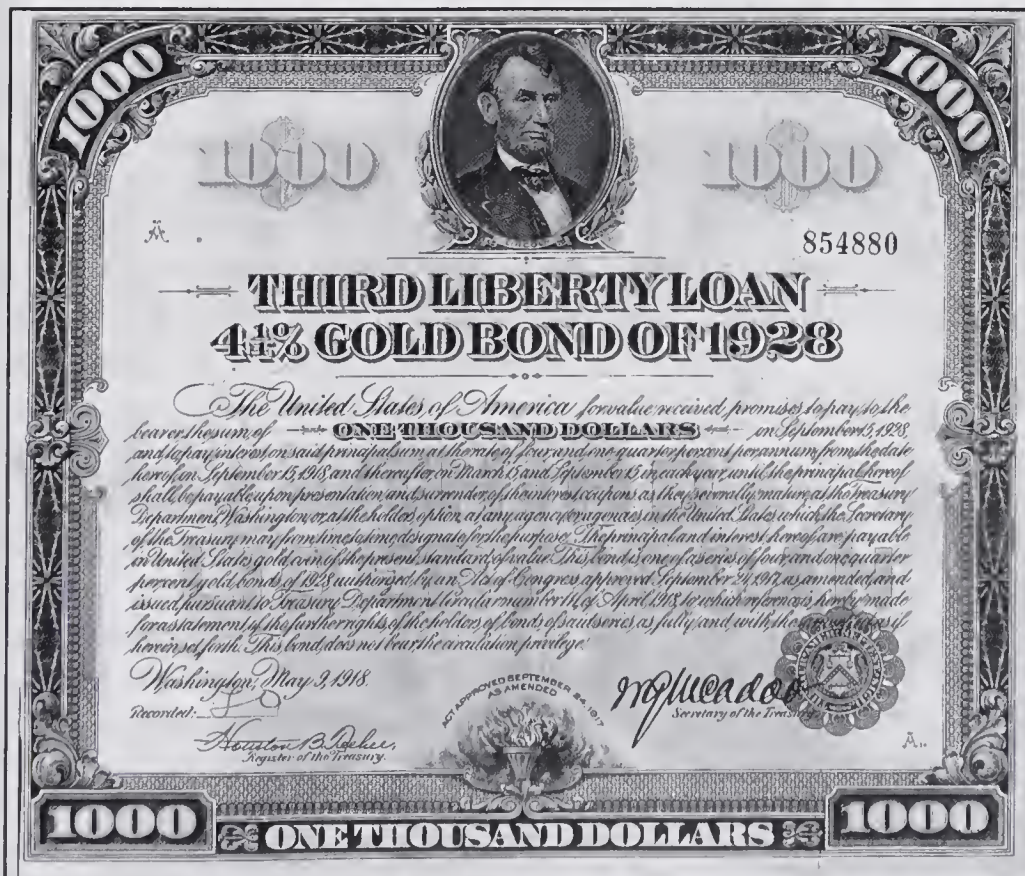 1000
1000
1000
1000
854880
THIRD LIBERTY LOAN
4¼% GOLD BOND OF 1928
The United States of America for value received, promises to pay to the
bearer the sum of ONE THOUSAND DOLLARS on September 15, 1928,
and to pay interest on said principal sum at the rate of four and one-quarter percent per annum from the date
hereof on September 15, 1918, and thereafter on March 15 and September 15 in each year, until the principal hereof
shall be payable upon presentation and surrender of the interest coupons as they severally mature, at the Treasury
Department, Washington, or, at the holder's option, at any agency or agencies in the United States which the Secretary
of the Treasury may from time to time designate for the purpose. The principal and interest hereof are payable
in United States gold coin of the present standard of value. This bond is one of a series of four and one-quarter
percent gold bonds of 1928 authorized by an Act of Congress approved September 24, 1917, as amended, and
issued pursuant to Treasury Department Circular number 111 of April 1918, to which reference is hereby made
for a statement of the further rights of the holders of bonds of said series as fully and with the as if
herein set forth. This bond does not bear the circulation privilege.
Washington, May 9, 1918.
Recorded:
Houston B. Teehee,
Register of the Treasury.
ACT APPROVED SEPTEMBER 24, 1917
AS AMENDED
W G McAdoo
Secretary of the Treasury
1000
ONE THOUSAND DOLLARS
1000